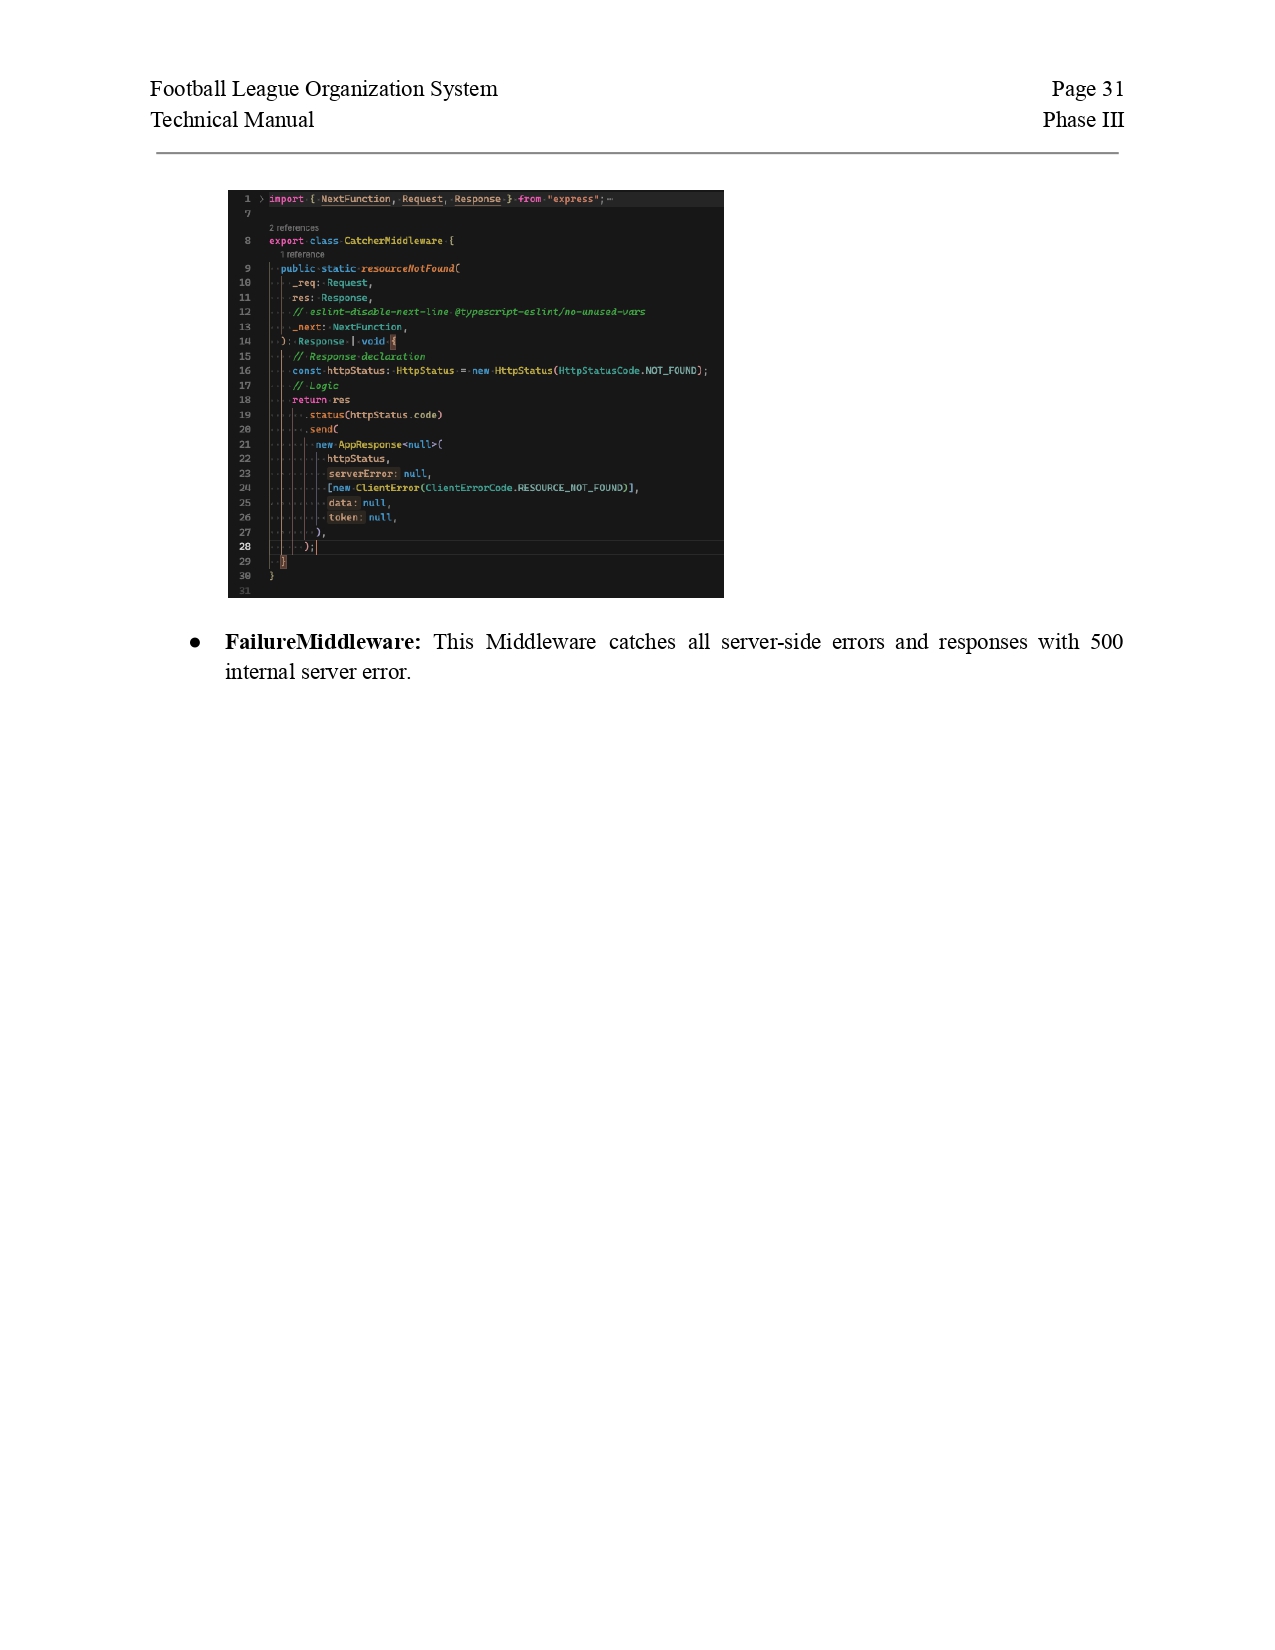 Football League Organization System Page 31
Technical Manual Phase III
1 > import { NextFunction, Request, Response } from "express";…
7
2 references
8 export class CatcherMiddleware {
1 reference
9 public static resourceNotFound(
10 _req: Request,
11 res: Response,
12 // eslint-disable-next-line @typescript-eslint/no-unused-vars
13 _next: NextFunction,
14 ): Response | void {
15 // Response declaration
16 const httpStatus: HttpStatus = new HttpStatus(HttpStatusCode.NOT_FOUND);
17 // Logic
18 return res
19 .status(httpStatus.code)
20 .send(
21 new AppResponse<null>(
22 httpStatus,
23 serverError: null,
24 [new ClientError(ClientErrorCode.RESOURCE_NOT_FOUND)],
25 data: null,
26 token: null,
27 ),
28 );
29 }
30 }
31
● FailureMiddleware: This Middleware catches all server-side errors and responses with 500
internal server error.